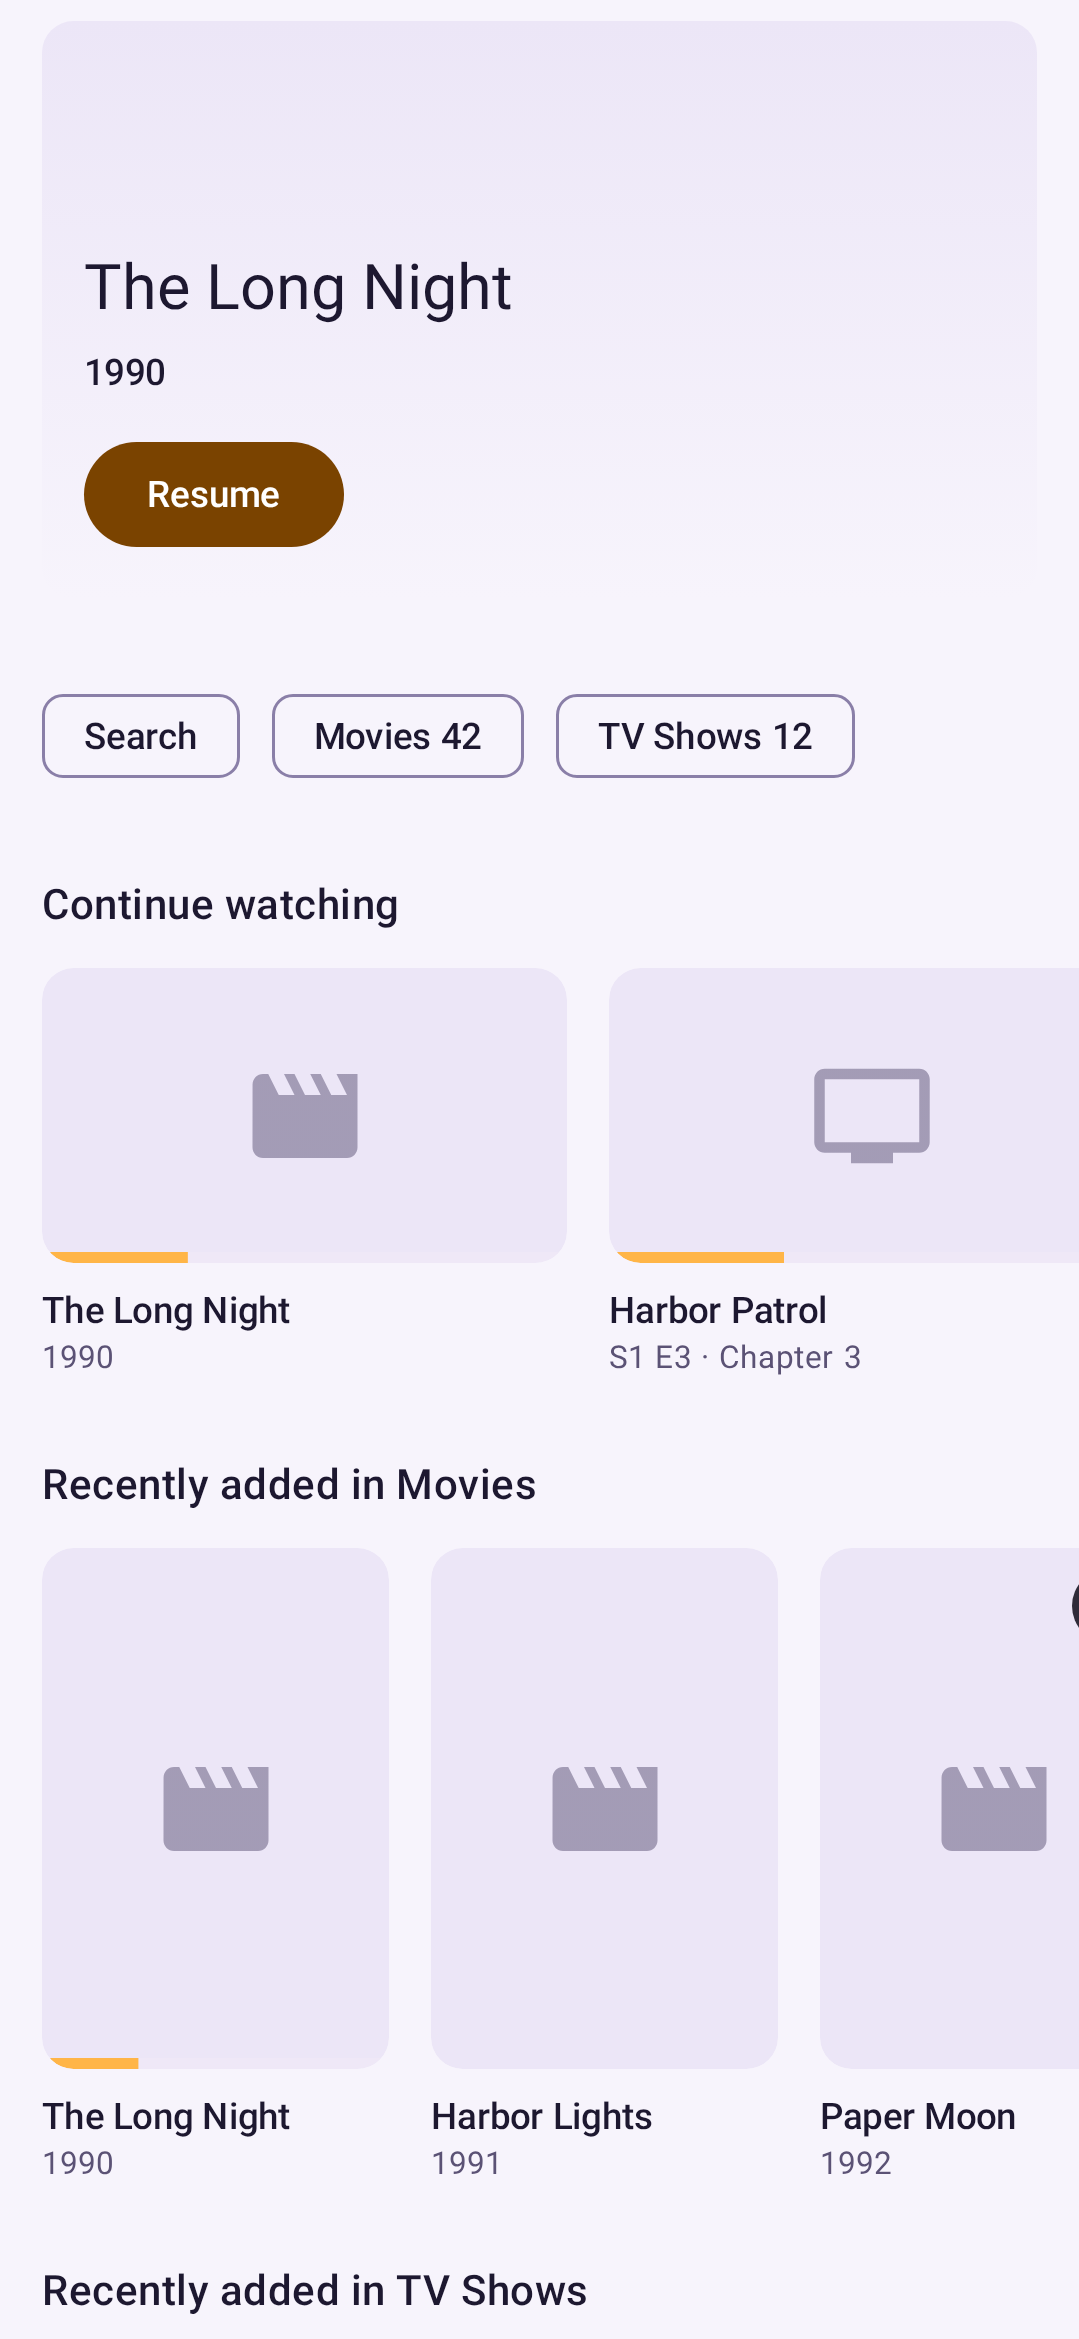 The Long Night
1990
Resume
Search
Movies 42
TV Shows 12
Continue watching
The Long Night
1990
Harbor Patrol
S1 E3 · Chapter 3
Recently added in Movies
The Long Night
1990
Harbor Lights
1991
Paper Moon
1992
Recently added in TV Shows